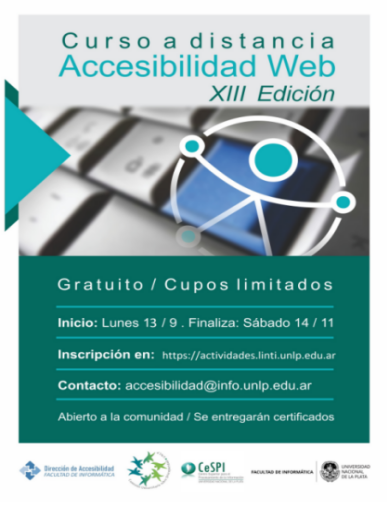 Curso a distancia
Accesibilidad Web
XIII Edición
Gratuito / Cupos limitados
Inicio: Lunes 13 / 9 . Finaliza: Sábado 14 / 11
Inscripción en: https://actividades.linti.unlp.edu.ar
Contacto: accesibilidad@info.unlp.edu.ar
Abierto a la comunidad / Se entregarán certificados
Dirección de Accesibilidad
FACULTAD DE INFORMÁTICA
CeSPI
FACULTAD DE INFORMÁTICA
UNIVERSIDAD
NACIONAL
DE LA PLATA